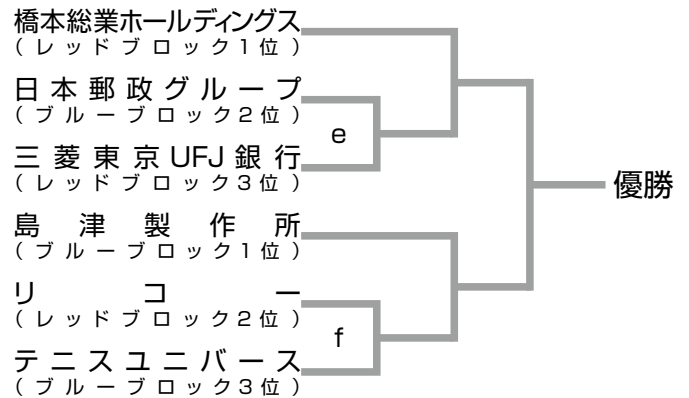 橋本総業ホールディングス
(レッドブロック1位)
日本郵政グループ
(ブルーブロック2位)
e
三菱東京UFJ銀行
(レッドブロック3位)
優勝
島津製作所
(ブルーブロック1位)
リコー
(レッドブロック2位)
f
テニスユニバース
(ブルーブロック3位)